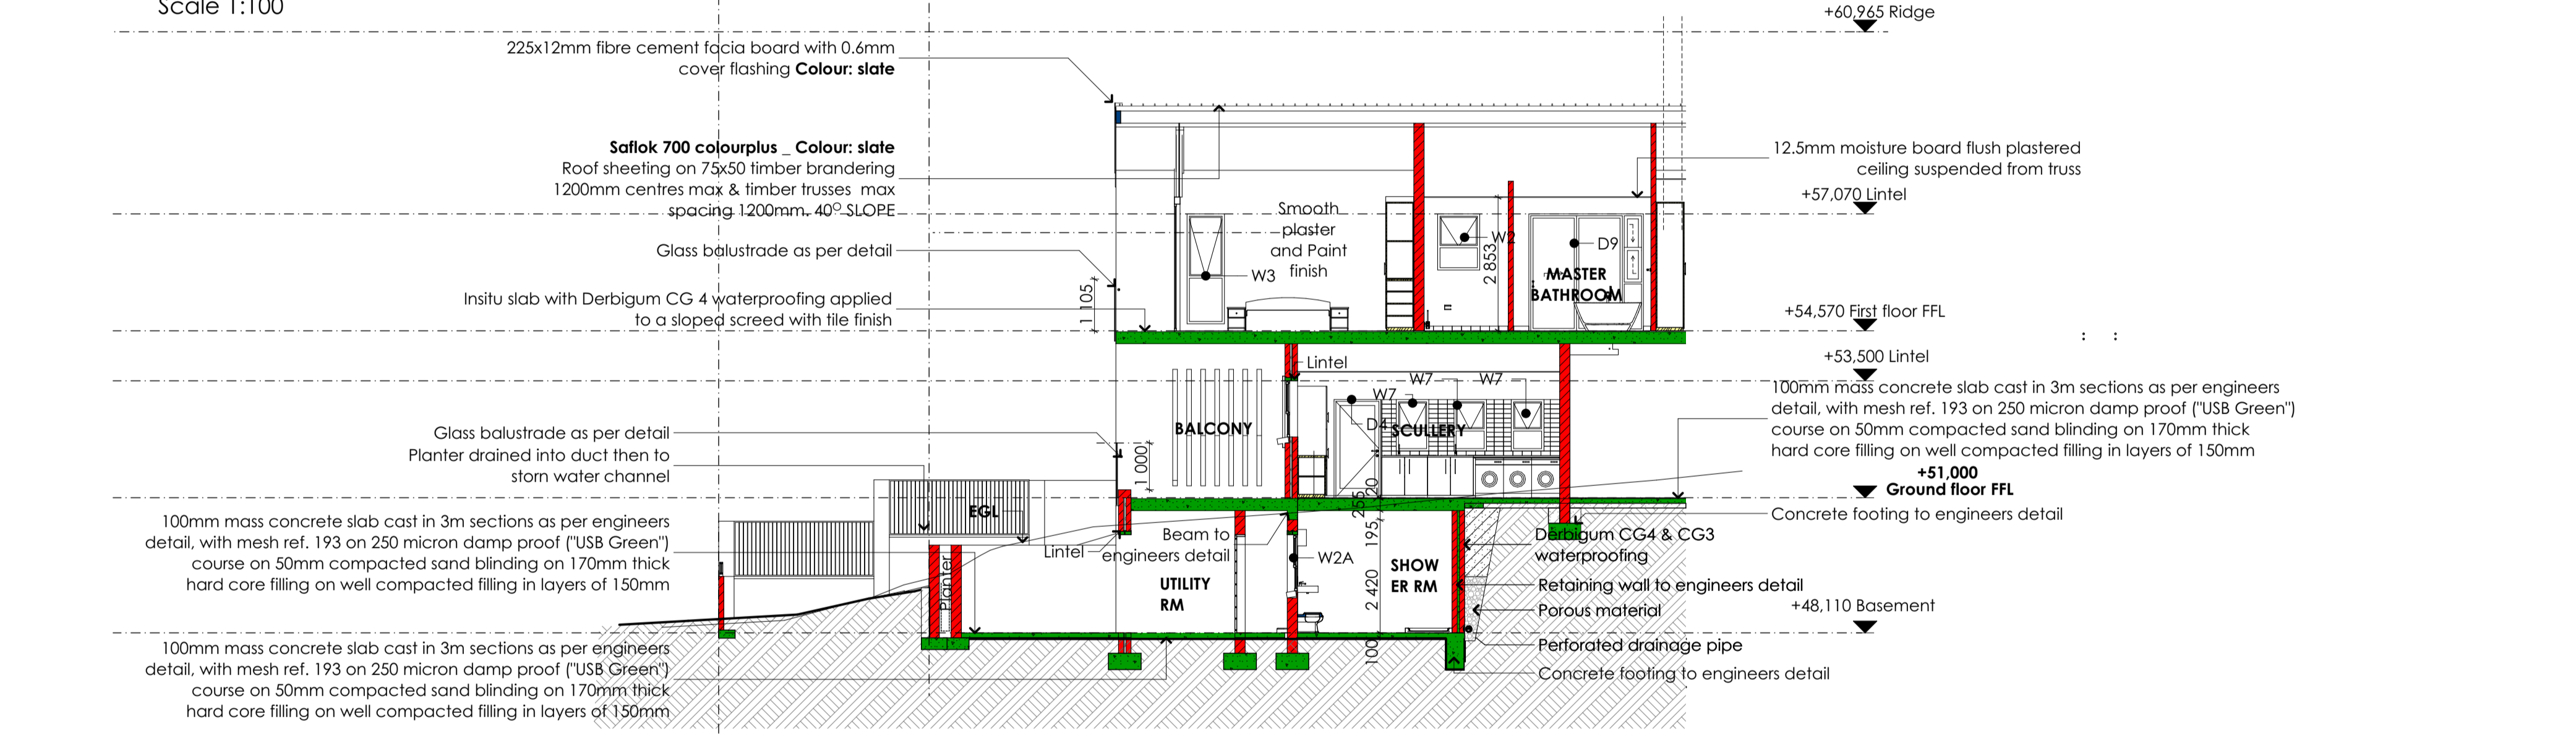 Scale 1:100
+60,965 Ridge
225x12mm fibre cement facia board with 0.6mm
cover flashing Colour: slate
Saflok 700 colourplus _ Colour: slate
Roof sheeting on 75x50 timber brandering
1200mm centres max & timber trusses max
spacing 1200mm. 40° SLOPE
12.5mm moisture board flush plastered
ceiling suspended from truss
+57,070 Lintel
Smooth
plaster
and Paint
finish
W3
W2
2 853
D9
MASTER
BATHROOM
Glass balustrade as per detail
1 105
Insitu slab with Derbigum CG 4 waterproofing applied
to a sloped screed with tile finish
+54,570 First floor FFL
: :
+53,500 Lintel
Lintel
W7
W7
W7
D4
SCULLERY
BALCONY
100mm mass concrete slab cast in 3m sections as per engineers
detail, with mesh ref. 193 on 250 micron damp proof ("USB Green")
course on 50mm compacted sand blinding on 170mm thick
hard core filling on well compacted filling in layers of 150mm
Glass balustrade as per detail
Planter drained into duct then to
storn water channel
1 000
+51,000
Ground floor FFL
Concrete footing to engineers detail
EGL
255
20
195
100mm mass concrete slab cast in 3m sections as per engineers
detail, with mesh ref. 193 on 250 micron damp proof ("USB Green")
course on 50mm compacted sand blinding on 170mm thick
hard core filling on well compacted filling in layers of 150mm
Lintel
Beam to
engineers detail
W2A
Planter
UTILITY
RM
SHOW
ER RM
2 420
100
Derbigum CG4 & CG3
waterproofing
Retaining wall to engineers detail
Porous material
+48,110 Basement
Perforated drainage pipe
Concrete footing to engineers detail
100mm mass concrete slab cast in 3m sections as per engineers
detail, with mesh ref. 193 on 250 micron damp proof ("USB Green")
course on 50mm compacted sand blinding on 170mm thick
hard core filling on well compacted filling in layers of 150mm